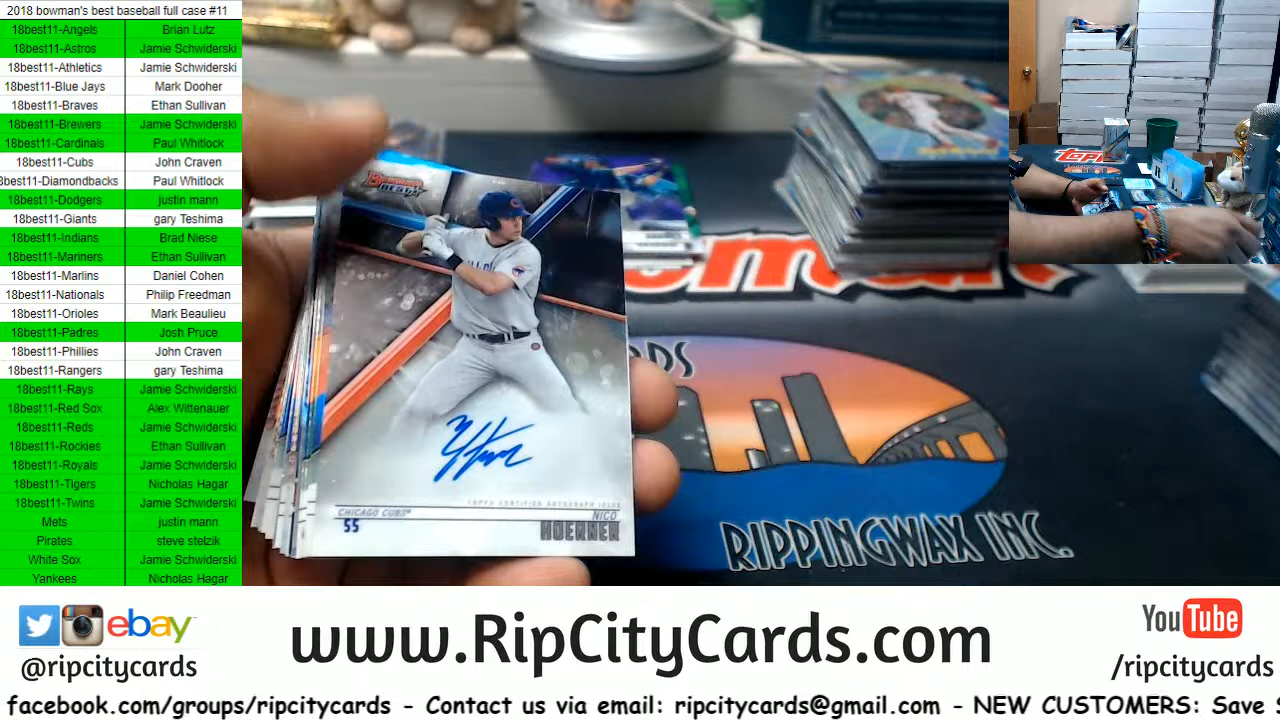 2018 bowman's best baseball full case #11
18best11-Angels Brian Lutz
18best11-Astros Jamie Schwiderski
18best11-Athletics Jamie Schwiderski
18best11-Blue Jays Mark Dooher
18best11-Braves Ethan Sullivan
18best11-Brewers Jamie Schwiderski
18best11-Cardinals Paul Whitlock
18best11-Cubs John Craven
8best11-Diamondbacks Paul Whitlock
18best11-Dodgers justin mann
18best11-Giants gary Teshima
18best11-Indians Brad Niese
18best11-Mariners Ethan Sullivan
18best11-Marlins Daniel Cohen
18best11-Nationals Philip Freedman
18best11-Orioles Mark Beaulieu
18best11-Padres Josh Pruce
18best11-Phillies John Craven
18best11-Rangers gary Teshima
18best11-Rays Jamie Schwiderski
18best11-Red Sox Alex Wittenauer
18best11-Reds Jamie Schwiderski
18best11-Rockies Ethan Sullivan
18best11-Royals Jamie Schwiderski
18best11-Tigers Nicholas Hagar
18best11-Twins Jamie Schwiderski
Mets justin mann
Pirates steve stelzik
White Sox Jamie Schwiderski
Yankees Nicholas Hagar
Bowman's
BEST
TOPPS CERTIFIED AUTOGRAPH ISSUE
CHICAGO CUBS
55
NICO
HOERNER
RDS
RIPPINGWAX INC.
topps
ebay
@ripcitycards
www.RipCityCards.com
YouTube
/ripcitycards
facebook.com/groups/ripcitycards - Contact us via email: ripcitycards@gmail.com - NEW CUSTOMERS: Save